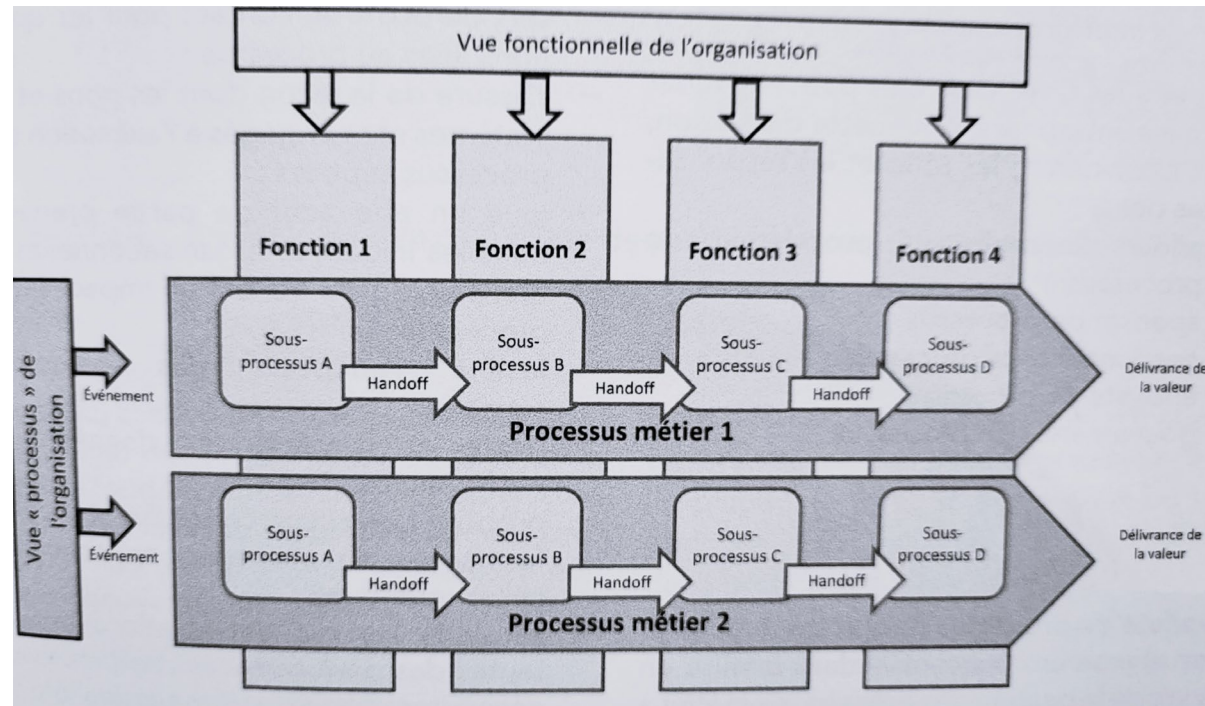 Vue fonctionnelle de l'organisation
Fonction 1
Fonction 2
Fonction 3
Fonction 4
Vue « processus » de
l'organisation
Événement
Sous-
processus A
Handoff
Sous-
processus B
Handoff
Sous-
processus C
Handoff
Sous-
processus D
Processus métier 1
Délivrance de
la valeur
Événement
Sous-
processus A
Handoff
Sous-
processus B
Handoff
Sous-
processus C
Handoff
Sous-
processus D
Processus métier 2
Délivrance de
la valeur